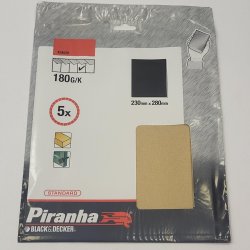 180G/K
230mm x 280mm
5x
STANDARD
Piranha
BLACK&DECKER